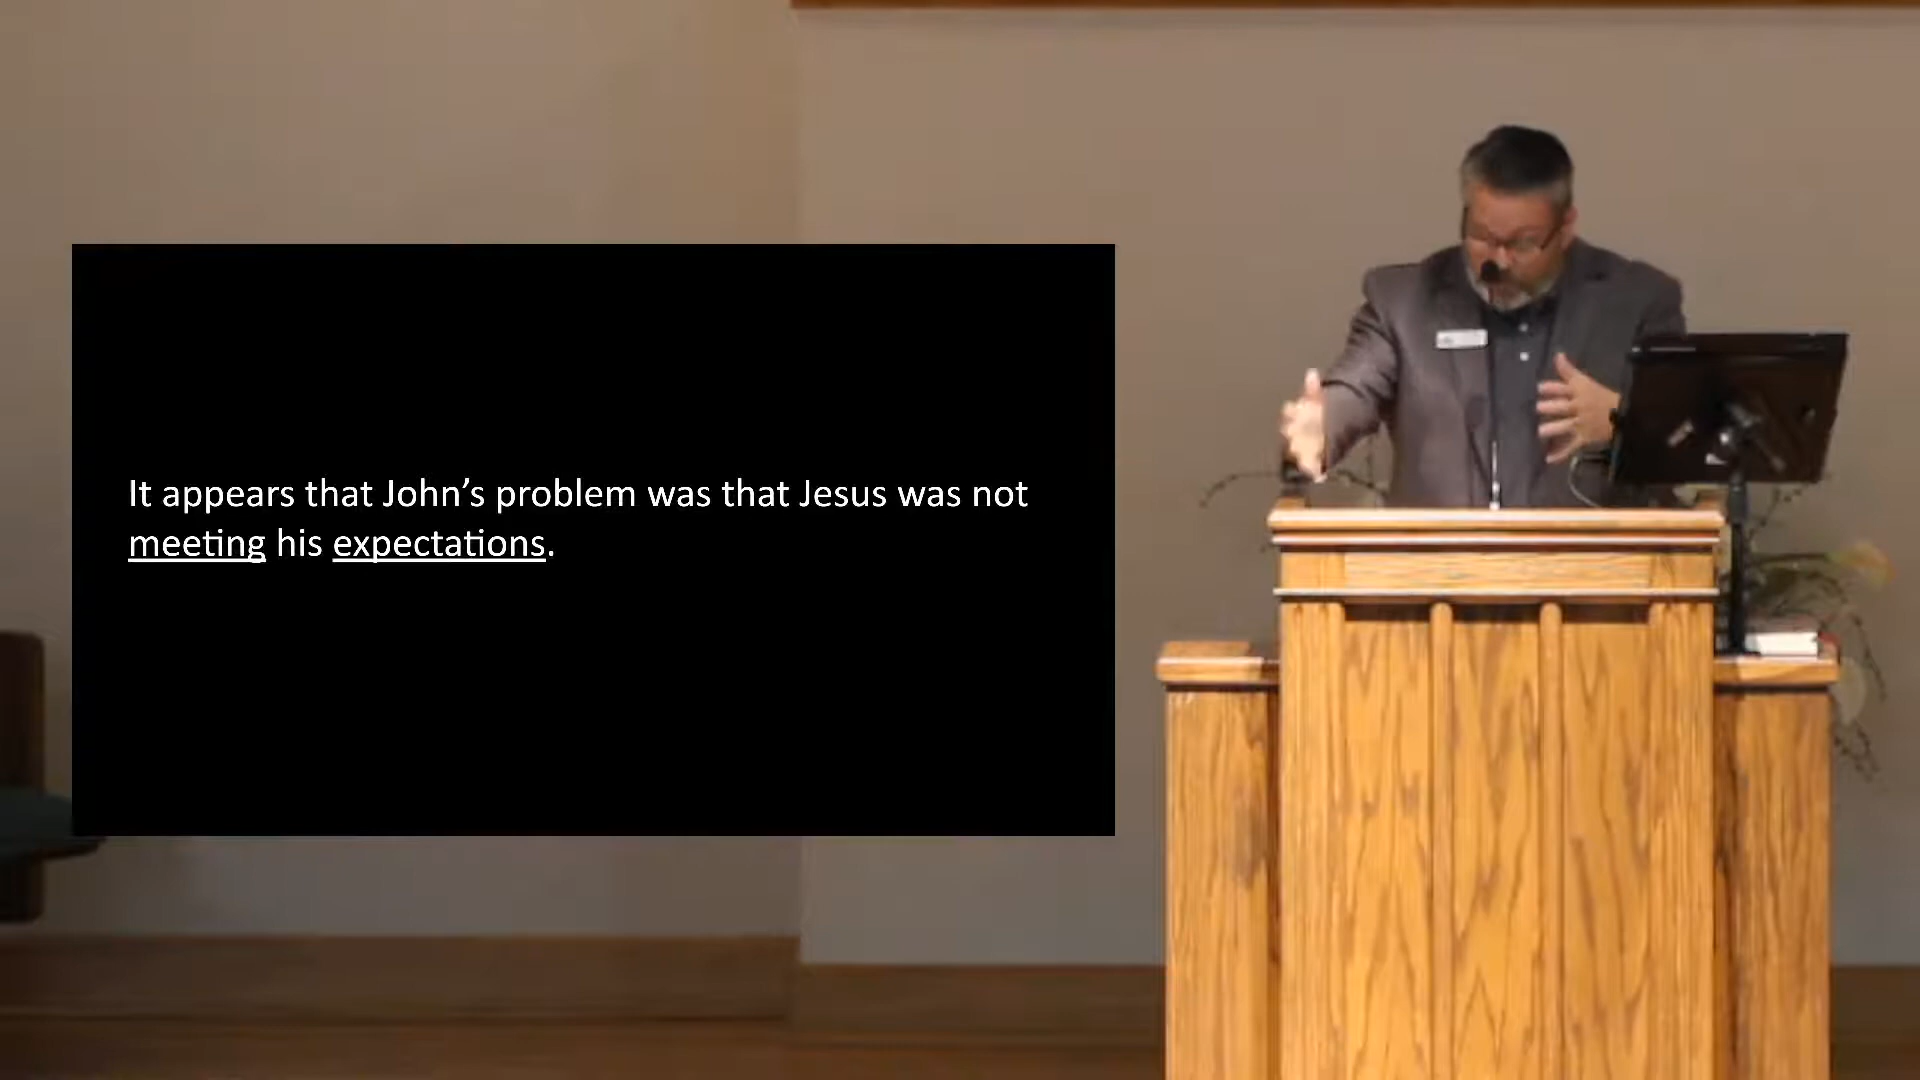 It appears that John’s problem was that Jesus was not
meeting his expectations.